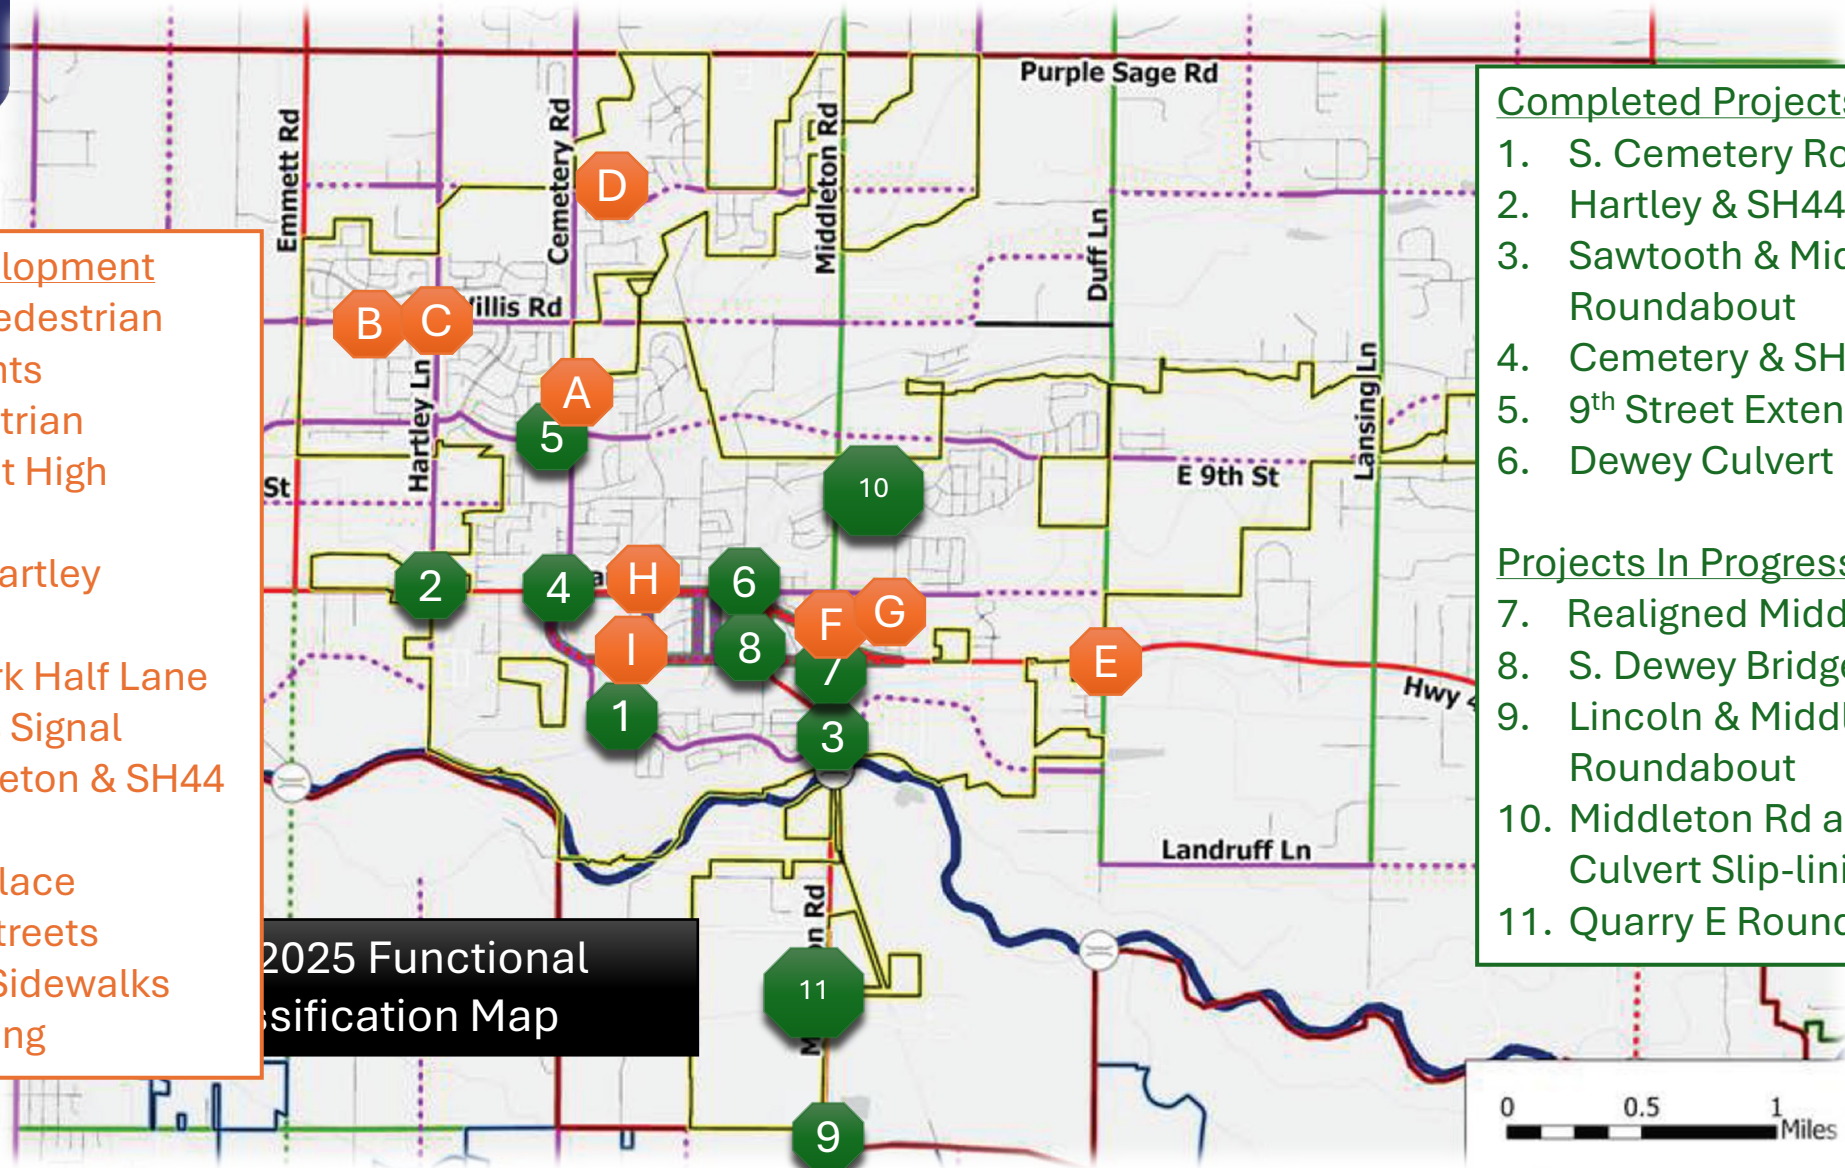 Purple Sage Rd
Emmett Rd
Cemetery Rd
Middleton Rd
Duff Ln
Lansing Ln
Hartley Ln
illis Rd
E 9th St
St
Hwy 4
Landruff Ln
on Rd
D
B
C
A
5
10
2
4
H
6
F
G
I
8
7
E
1
3
11
9
lopment
edestrian
nts
trian
t High
artley
rk Half Lane
Signal
eton & SH44
lace
treets
Sidewalks
ng
2025 Functional
ssification Map
Completed Projects
1. S. Cemetery Ro
2. Hartley & SH44
3. Sawtooth & Mid
Roundabout
4. Cemetery & SH
5. 9th Street Exten
6. Dewey Culvert
Projects In Progress
7. Realigned Midd
8. S. Dewey Bridge
9. Lincoln & Middl
Roundabout
10. Middleton Rd a
Culvert Slip-lini
11. Quarry E Round
0 0.5 1
Miles